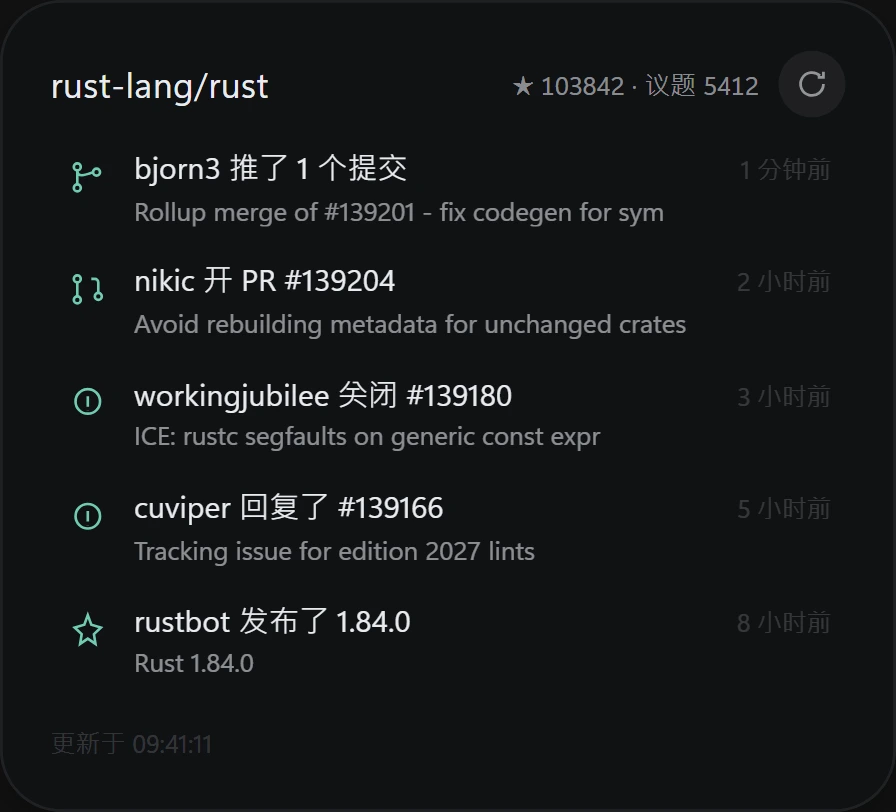 rust-lang/rust
★ 103842 · 议题 5412
bjorn3 推了 1 个提交
1 分钟前
Rollup merge of #139201 - fix codegen for sym
nikic 开 PR #139204
2 小时前
Avoid rebuilding metadata for unchanged crates
workingjubilee 关闭 #139180
3 小时前
ICE: rustc segfaults on generic const expr
cuviper 回复了 #139166
5 小时前
Tracking issue for edition 2027 lints
rustbot 发布了 1.84.0
8 小时前
Rust 1.84.0
更新于 09:41:11